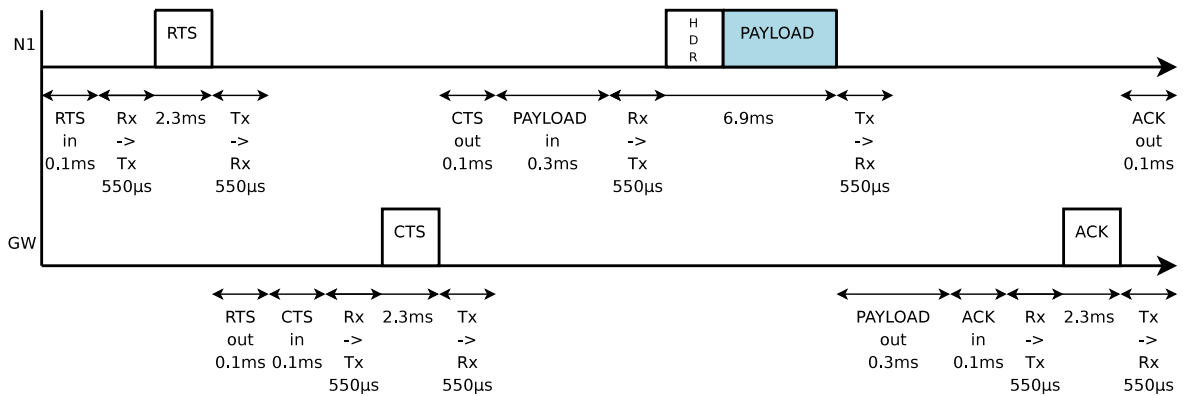 N1
RTS
H
D
R
PAYLOAD
RTS
in
0.1ms
Rx
->
Tx
550µs
2.3ms
Tx
->
Rx
550µs
CTS
out
0.1ms
PAYLOAD
in
0.3ms
Rx
->
Tx
550µs
6.9ms
Tx
->
Rx
550µs
ACK
out
0.1ms
GW
CTS
ACK
RTS
out
0.1ms
CTS
in
0.1ms
Rx
->
Tx
550µs
2.3ms
Tx
->
Rx
550µs
PAYLOAD
out
0.3ms
ACK
in
0.1ms
Rx
->
Tx
550µs
2.3ms
Tx
->
Rx
550µs